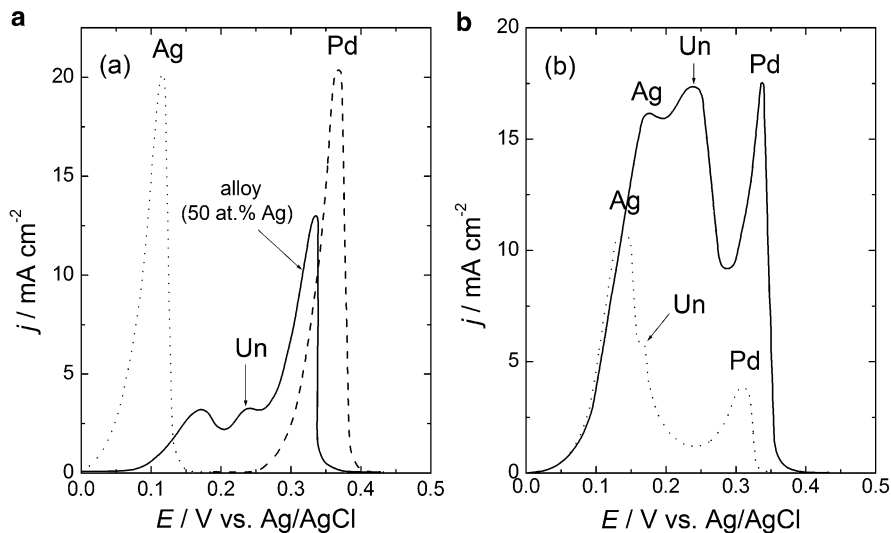 a
(a)
Ag
Pd
alloy
(50 at.% Ag)
Un
20
15
10
5
0
0.0
0.1
0.2
0.3
0.4
0.5
j / mA cm⁻²
E / V vs. Ag/AgCl
b
(b)
Un
Pd
Ag
Ag
Un
Pd
20
15
10
5
0
0.0
0.1
0.2
0.3
0.4
0.5
j / mA cm⁻²
E / V vs. Ag/AgCl